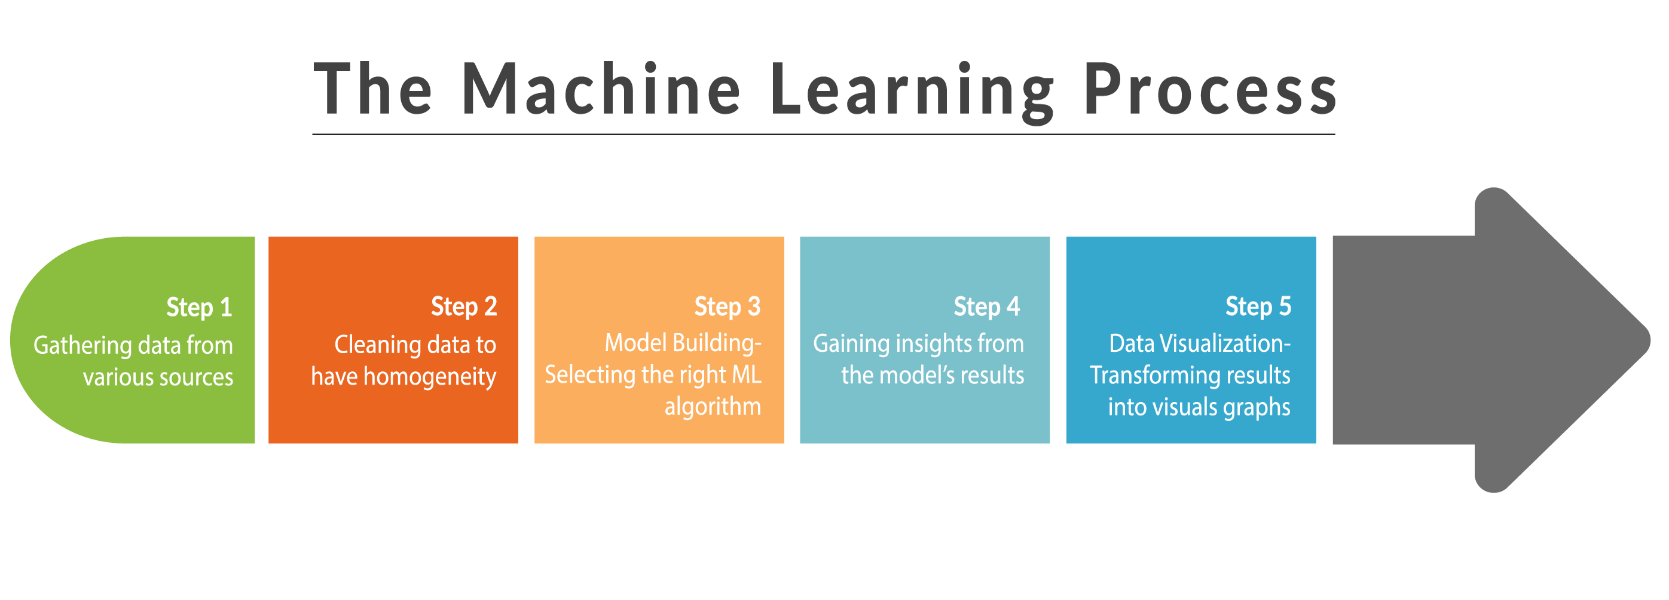 The Machine Learning Process
Step 1
Gathering data from
various sources
Step 2
Cleaning data to
have homogeneity
Step 3
Model Building-
Selecting the right ML
algorithm
Step 4
Gaining insights from
the model's results
Step 5
Data Visualization-
Transforming results
into visuals graphs